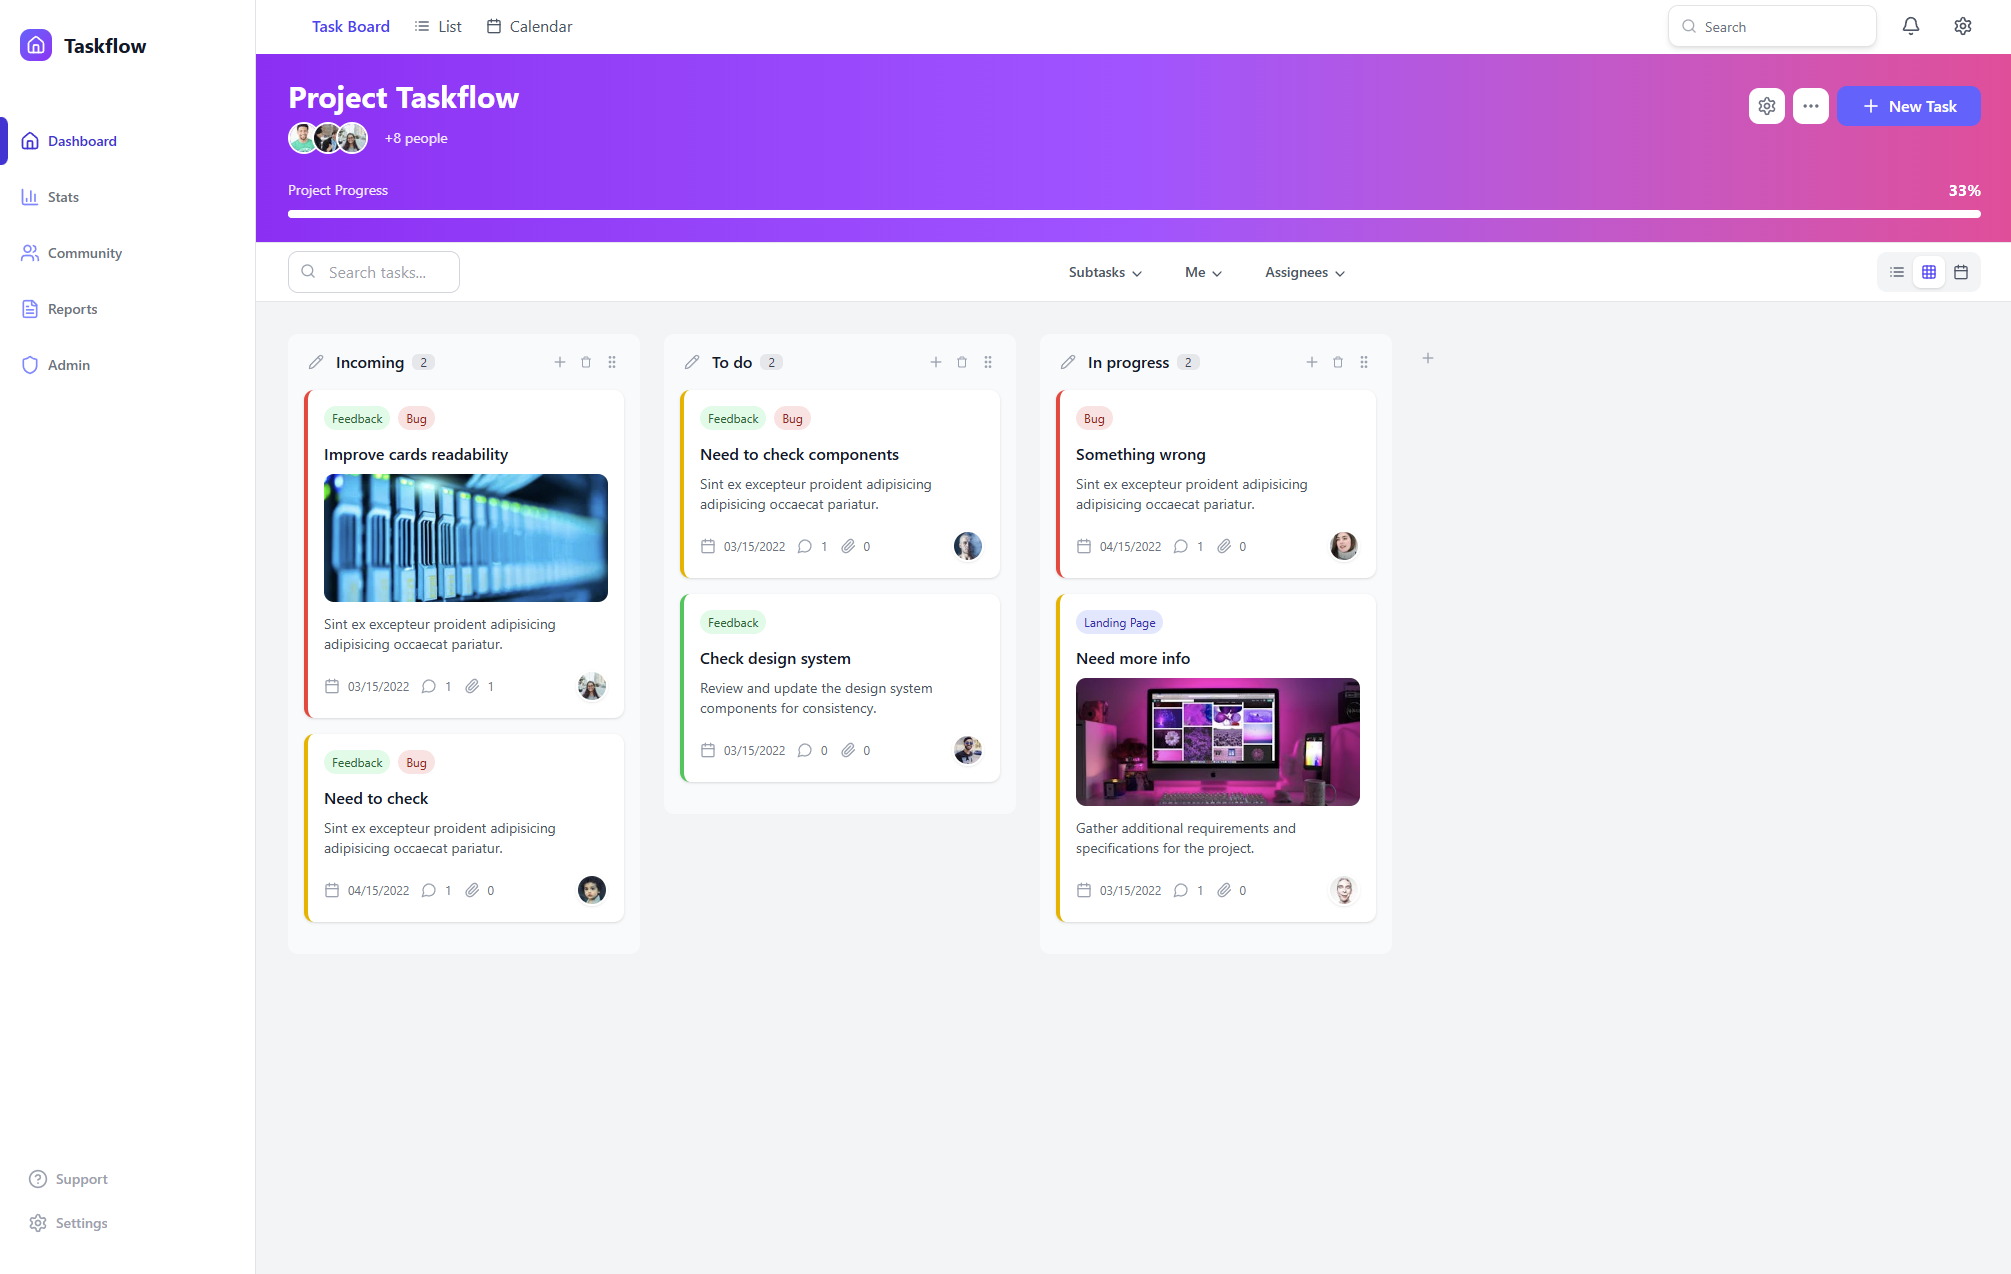 Taskflow
Dashboard
Stats
Community
Reports
Admin
Support
Settings
Task Board
List
Calendar
Search
Project Taskflow
+8 people
New Task
Project Progress
33%
Search tasks...
Subtasks
Me
Assignees
Incoming 2
Feedback Bug
Improve cards readability
Sint ex excepteur proident adipisicing
adipisicing occaecat pariatur.
03/15/2022 1 1
Feedback Bug
Need to check
Sint ex excepteur proident adipisicing
adipisicing occaecat pariatur.
04/15/2022 1 0
To do 2
Feedback Bug
Need to check components
Sint ex excepteur proident adipisicing
adipisicing occaecat pariatur.
03/15/2022 1 0
Feedback
Check design system
Review and update the design system
components for consistency.
03/15/2022 0 0
In progress 2
Bug
Something wrong
Sint ex excepteur proident adipisicing
adipisicing occaecat pariatur.
04/15/2022 1 0
Landing Page
Need more info
Gather additional requirements and
specifications for the project.
03/15/2022 1 0